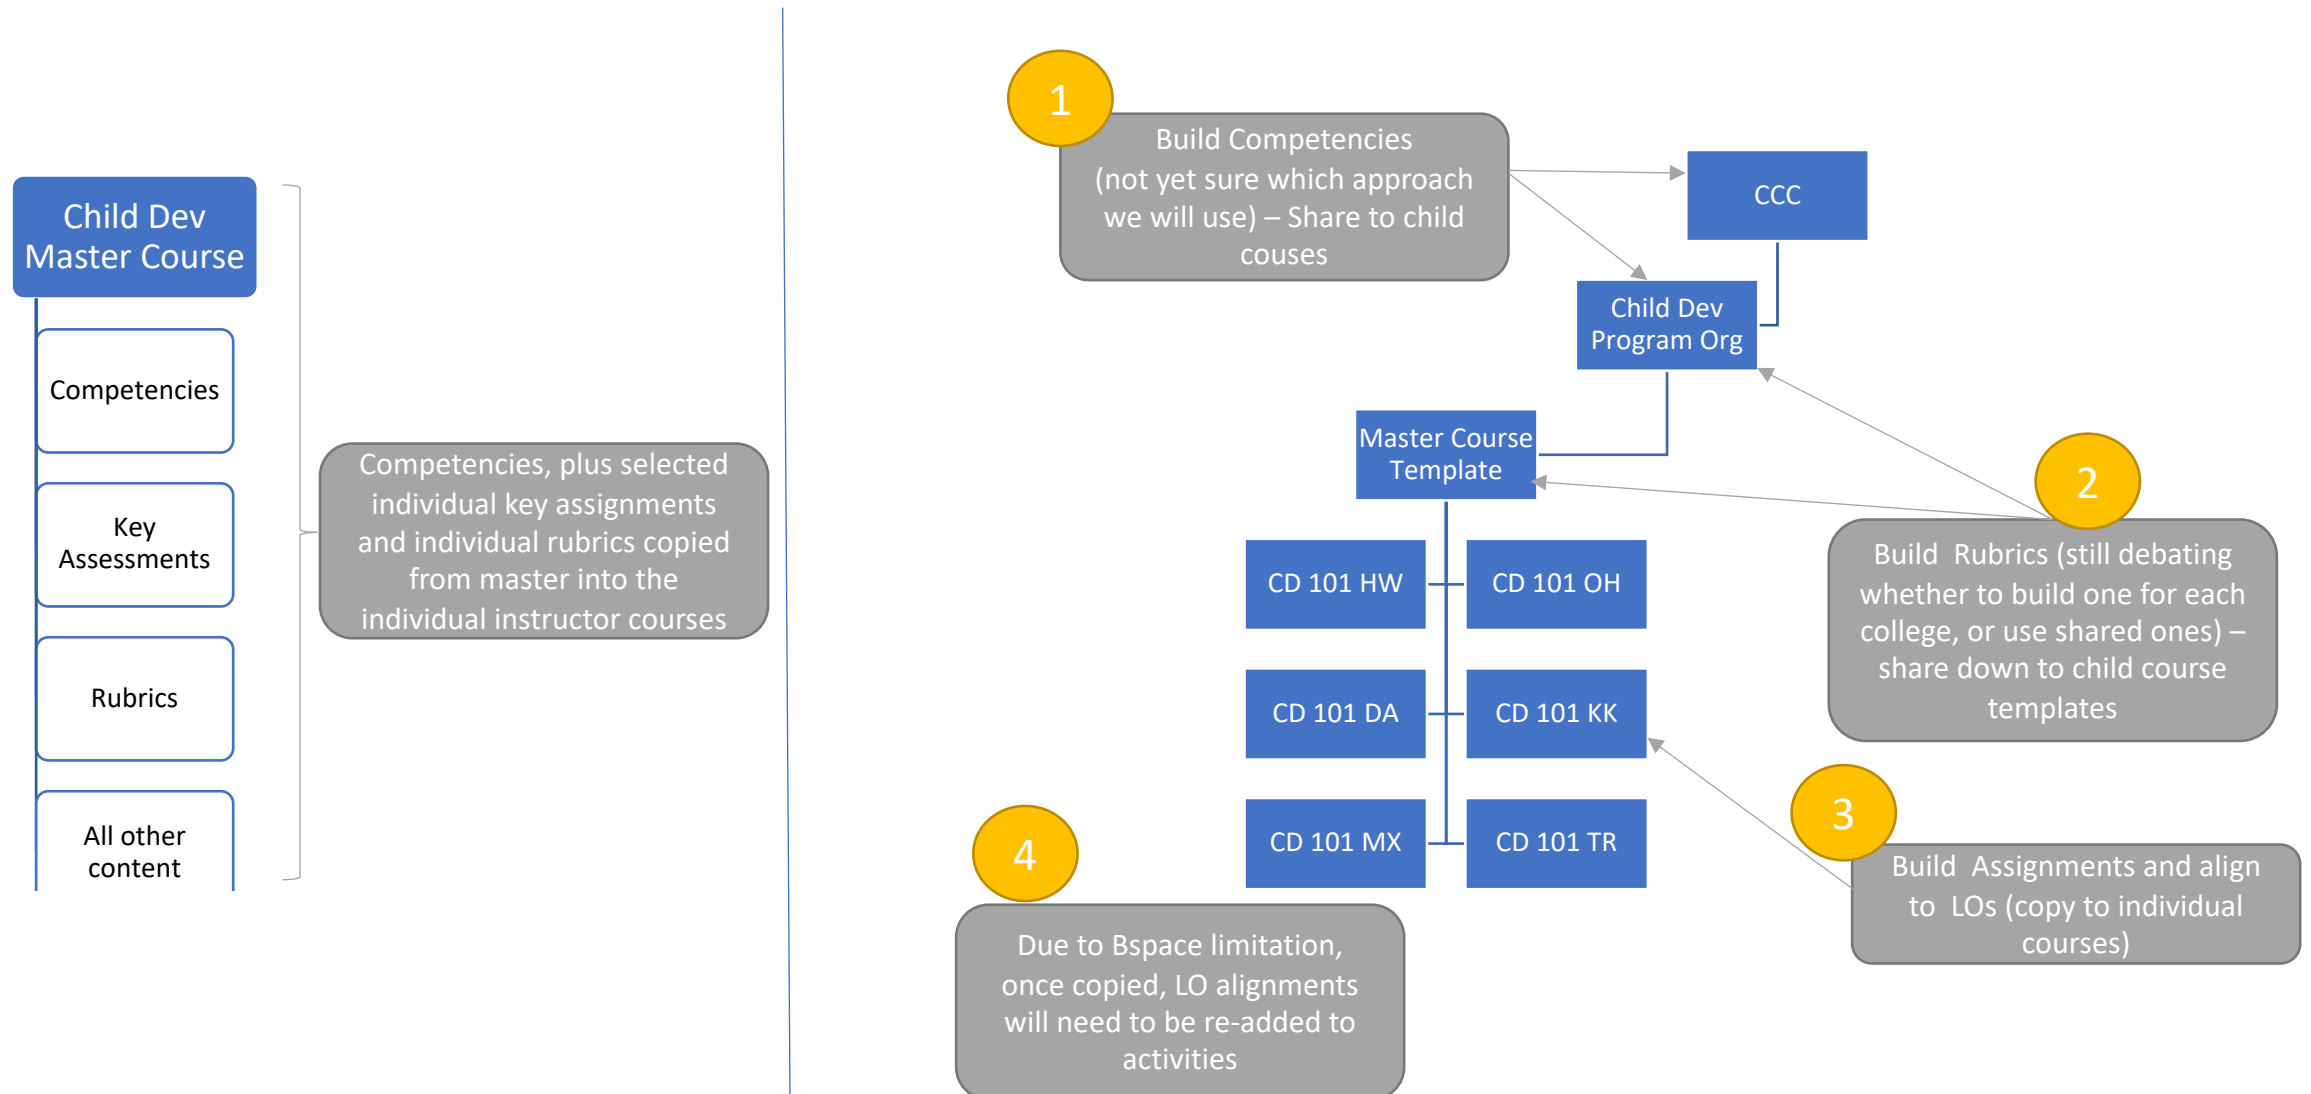 Child Dev
Master Course
Competencies
Key
Assessments
Rubrics
All other
content
Competencies, plus selected
individual key assignments
and individual rubrics copied
from master into the
individual instructor courses
1
Build Competencies
(not yet sure which approach
we will use) – Share to child
couses
CCC
Child Dev
Program Org
Master Course
Template
CD 101 HW
CD 101 OH
CD 101 DA
CD 101 KK
CD 101 MX
CD 101 TR
2
Build Rubrics (still debating
whether to build one for each
college, or use shared ones) –
share down to child course
templates
3
Build Assignments and align
to LOs (copy to individual
courses)
4
Due to Bspace limitation,
once copied, LO alignments
will need to be re-added to
activities